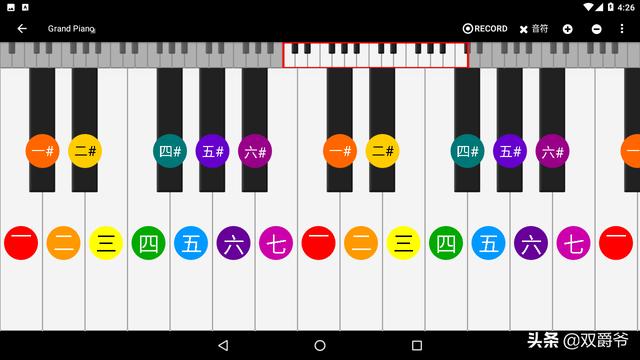 4:26
Grand Piano
RECORD
音符
一# 二# 四# 五# 六# 一# 二# 四# 五# 六# 一
一 二 三 四 五 六 七 一 二 三 四 五 六 七 一
头条 @双爵爷